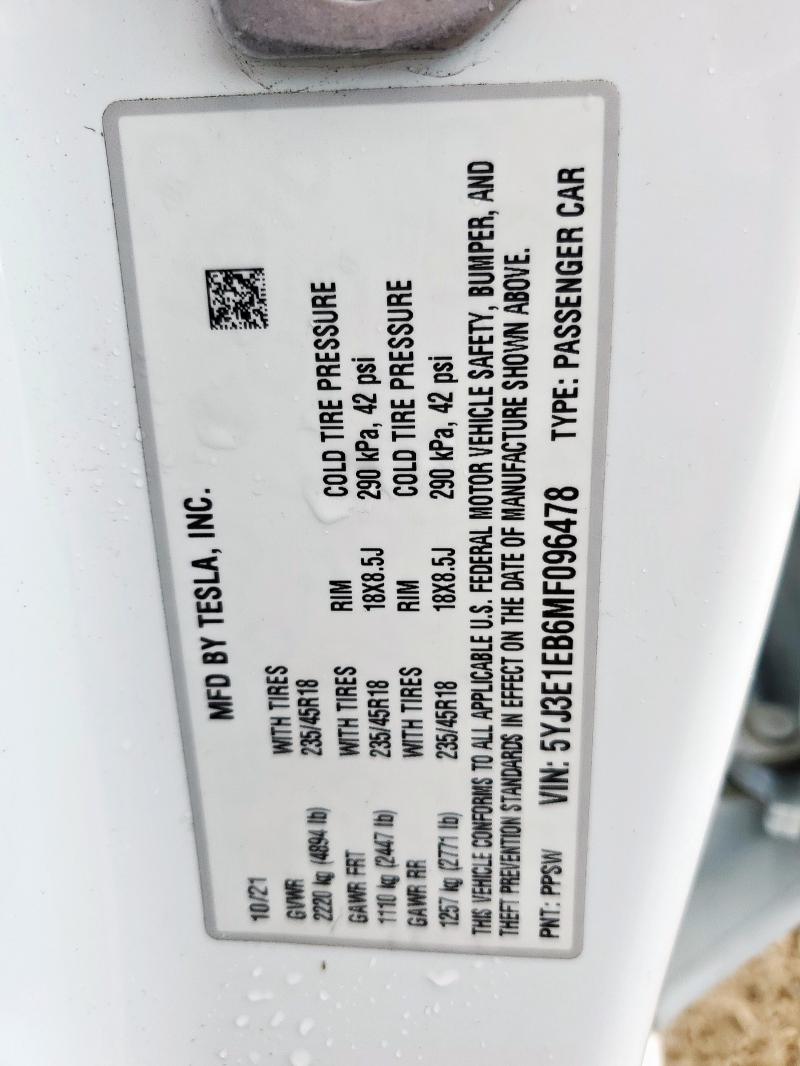 MFD BY TESLA, INC.
10/21
GVWR WITH TIRES
2220 kg (4894 lb) 235/45R18
GAWR FRT WITH TIRES RIM COLD TIRE PRESSURE
1110 kg (2447 lb) 235/45R18 18X8.5J 290 kPa, 42 psi
GAWR RR WITH TIRES RIM COLD TIRE PRESSURE
1257 kg (2771 lb) 235/45R18 18X8.5J 290 kPa, 42 psi
THIS VEHICLE CONFORMS TO ALL APPLICABLE U.S. FEDERAL MOTOR VEHICLE SAFETY, BUMPER, AND
THEFT PREVENTION STANDARDS IN EFFECT ON THE DATE OF MANUFACTURE SHOWN ABOVE.
PNT: PPSW VIN: 5YJ3E1EB6MF096478 TYPE: PASSENGER CAR